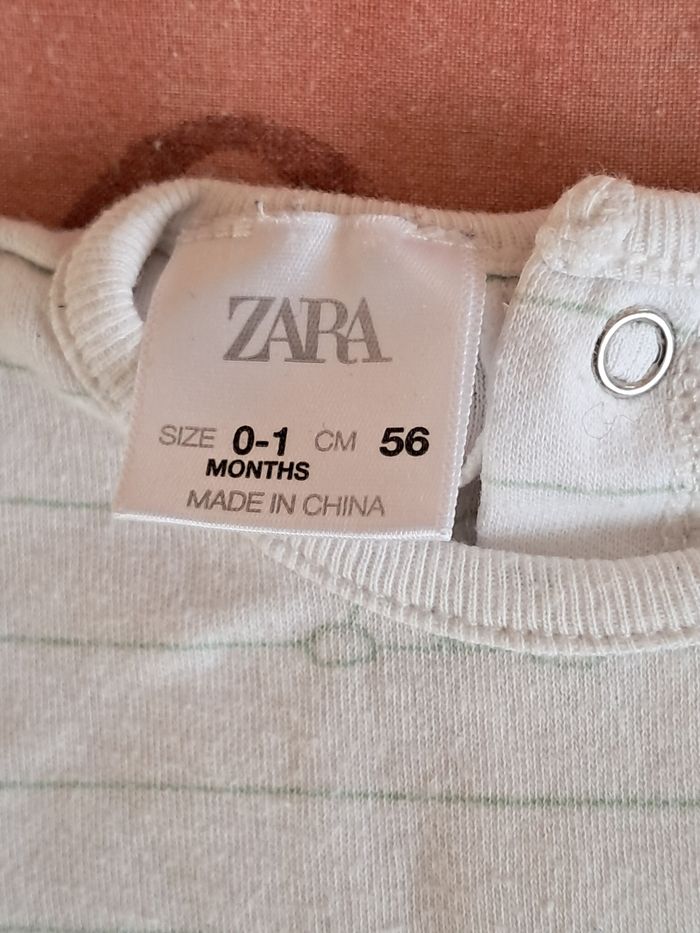 ZARA
SIZE 0-1 CM 56
MONTHS
MADE IN CHINA